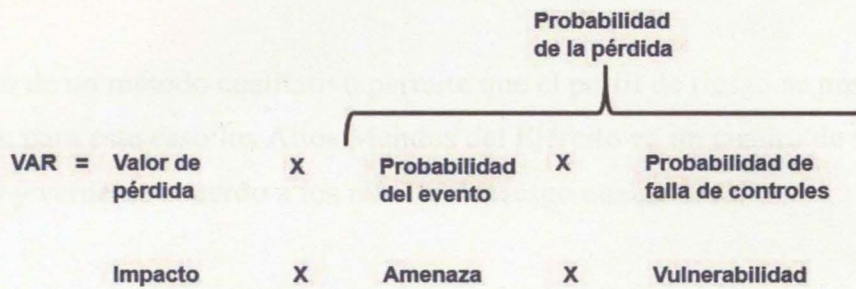 Probabilidad
de la pérdida
VAR = Valor de pérdida X Probabilidad del evento X Probabilidad de falla de controles
Impacto X Amenaza X Vulnerabilidad